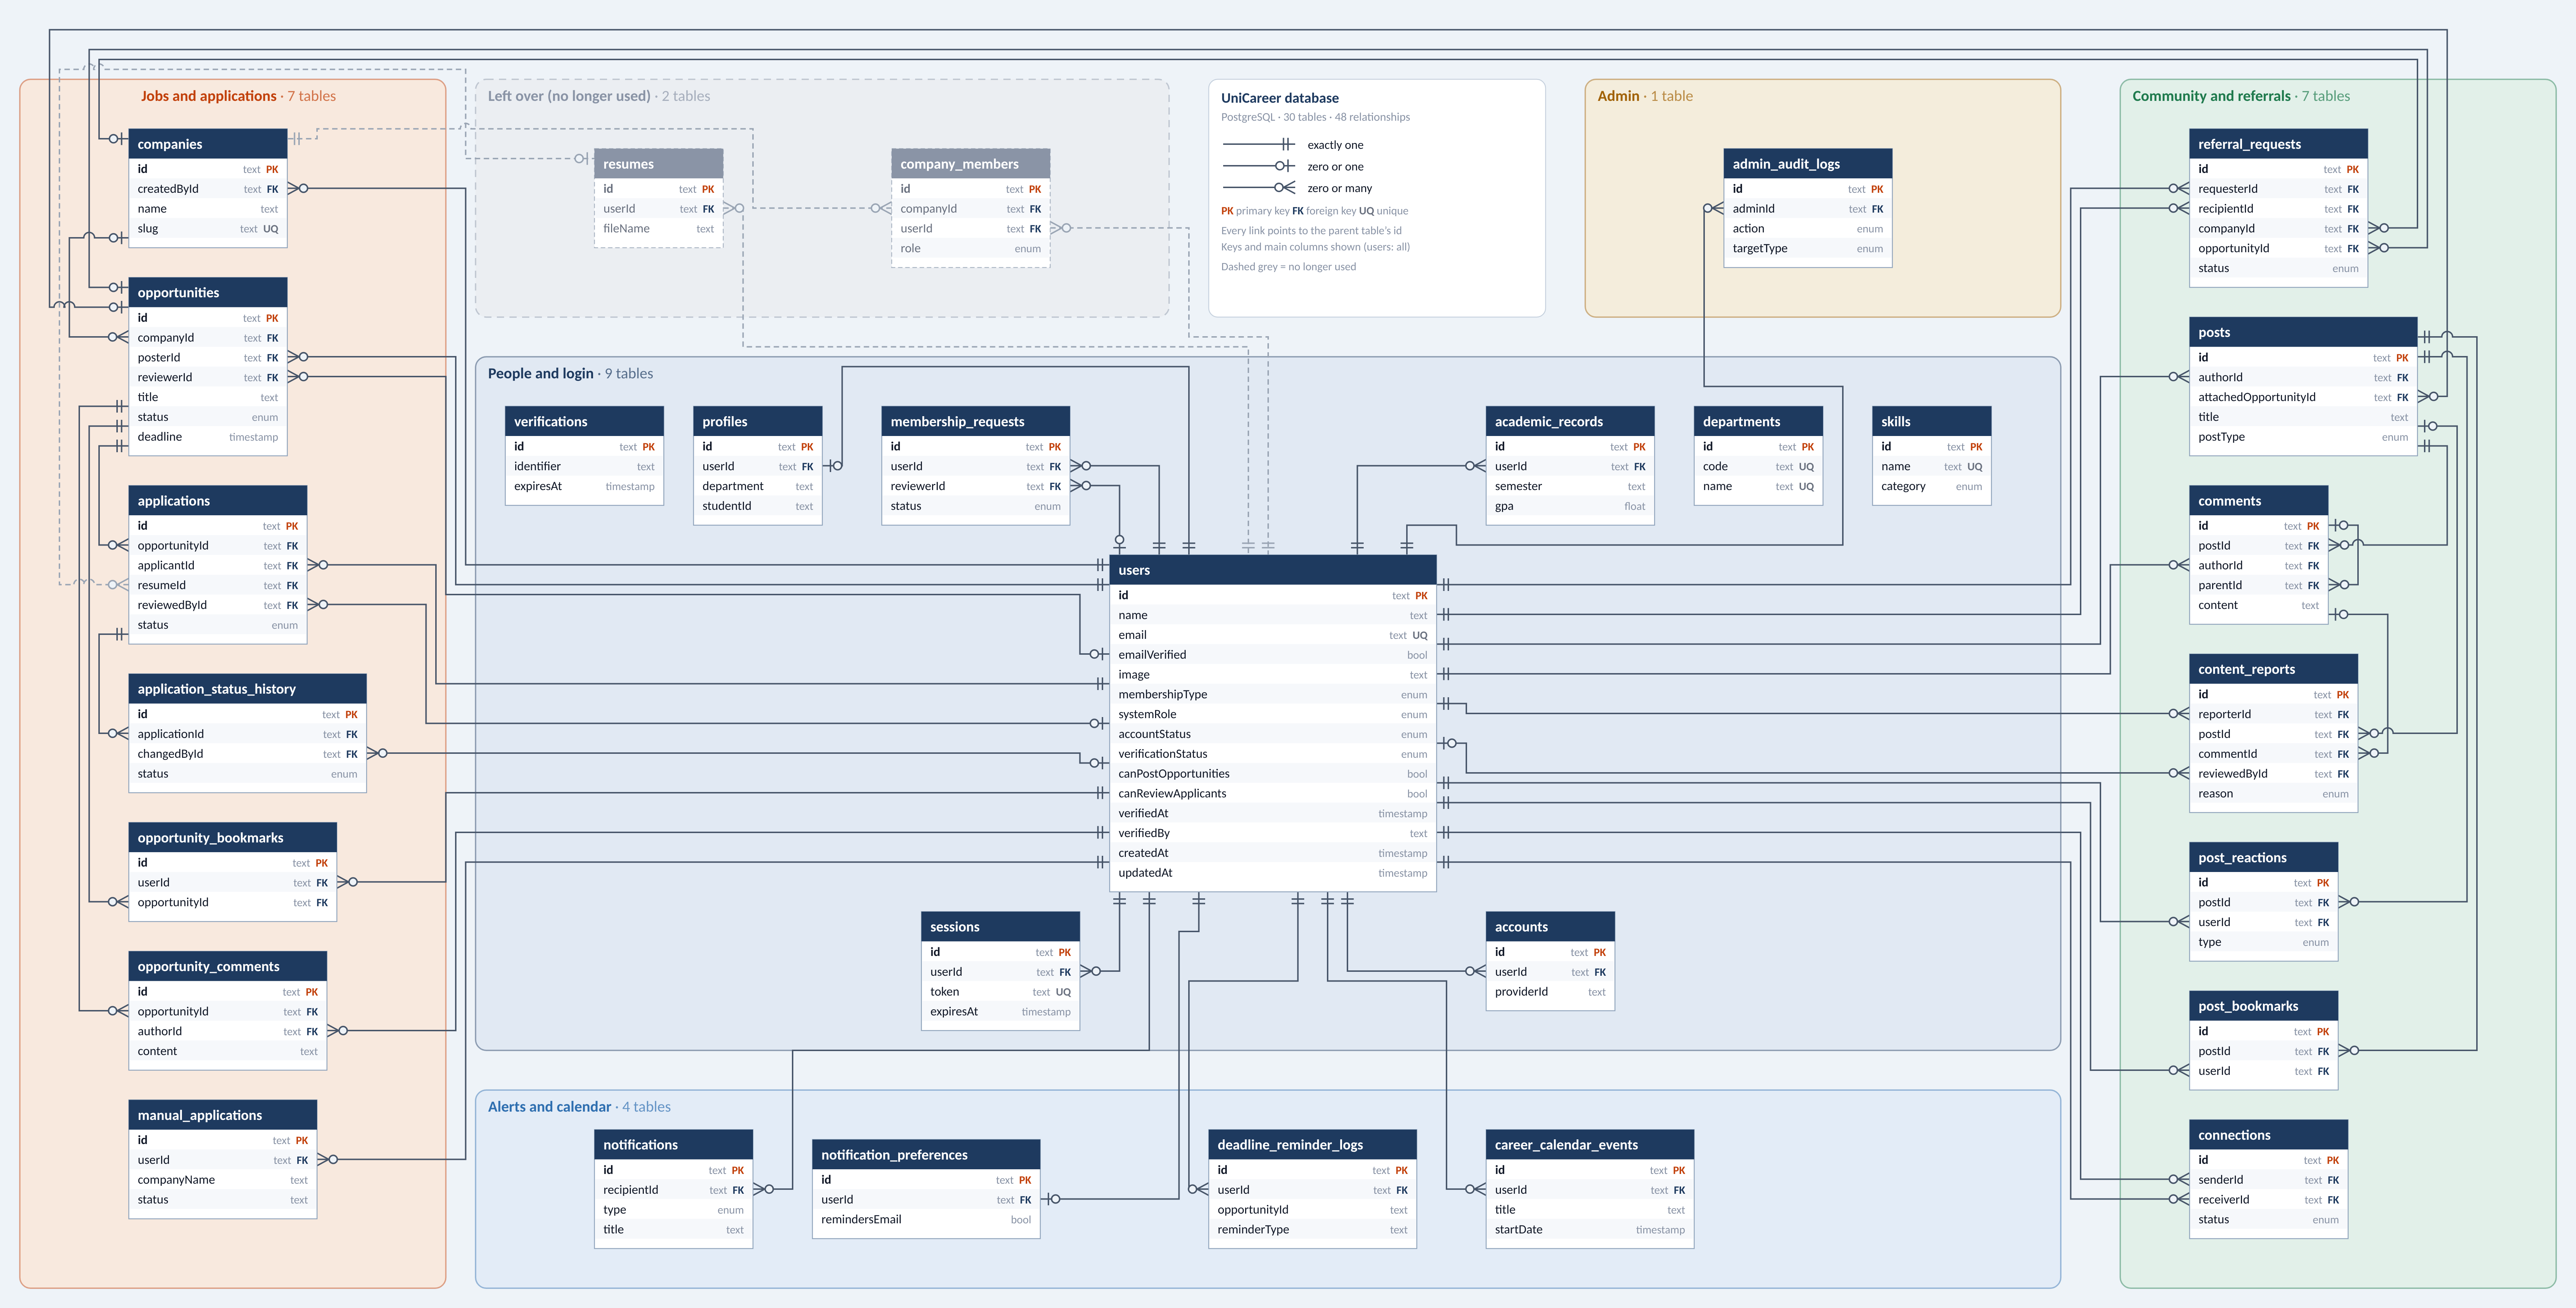 Jobs and applications · 7 tables
companies
id text PK
createdById text FK
name text
slug text UQ
opportunities
id text PK
companyId text FK
posterId text FK
reviewerId text FK
title text
status enum
deadline timestamp
applications
id text PK
opportunityId text FK
applicantId text FK
resumeId text FK
reviewedById text FK
status enum
application_status_history
id text PK
applicationId text FK
changedById text FK
status enum
opportunity_bookmarks
id text PK
userId text FK
opportunityId text FK
opportunity_comments
id text PK
opportunityId text FK
authorId text FK
content text
manual_applications
id text PK
userId text FK
companyName text
status text
Left over (no longer used) · 2 tables
resumes
id text PK
userId text FK
fileName text
company_members
id text PK
companyId text FK
userId text FK
role enum
UniCareer database
PostgreSQL · 30 tables · 48 relationships
exactly one
zero or one
zero or many
PK primary key FK foreign key UQ unique
Every link points to the parent table's id
Keys and main columns shown (users: all)
Dashed grey = no longer used
Admin · 1 table
admin_audit_logs
id text PK
adminId text FK
action enum
targetType enum
People and login · 9 tables
verifications
id text PK
identifier text
expiresAt timestamp
profiles
id text PK
userId text FK
department text
studentId text
membership_requests
id text PK
userId text FK
reviewerId text FK
status enum
academic_records
id text PK
userId text FK
semester text
gpa float
departments
id text PK
code text UQ
name text UQ
skills
id text PK
name text UQ
category enum
users
id text PK
name text
email text UQ
emailVerified bool
image text
membershipType enum
systemRole enum
accountStatus enum
verificationStatus enum
canPostOpportunities bool
canReviewApplicants bool
verifiedAt timestamp
verifiedBy text
createdAt timestamp
updatedAt timestamp
sessions
id text PK
userId text FK
token text UQ
expiresAt timestamp
accounts
id text PK
userId text FK
providerId text
Alerts and calendar · 4 tables
notifications
id text PK
recipientId text FK
type enum
title text
notification_preferences
id text PK
userId text FK
remindersEmail bool
deadline_reminder_logs
id text PK
userId text FK
opportunityId text
reminderType text
career_calendar_events
id text PK
userId text FK
title text
startDate timestamp
Community and referrals · 7 tables
referral_requests
id text PK
requesterId text FK
recipientId text FK
companyId text FK
opportunityId text FK
status enum
posts
id text PK
authorId text FK
attachedOpportunityId text FK
title text
postType enum
comments
id text PK
postId text FK
authorId text FK
parentId text FK
content text
content_reports
id text PK
reporterId text FK
postId text FK
commentId text FK
reviewedById text FK
reason enum
post_reactions
id text PK
postId text FK
userId text FK
type enum
post_bookmarks
id text PK
postId text FK
userId text FK
connections
id text PK
senderId text FK
receiverId text FK
status enum